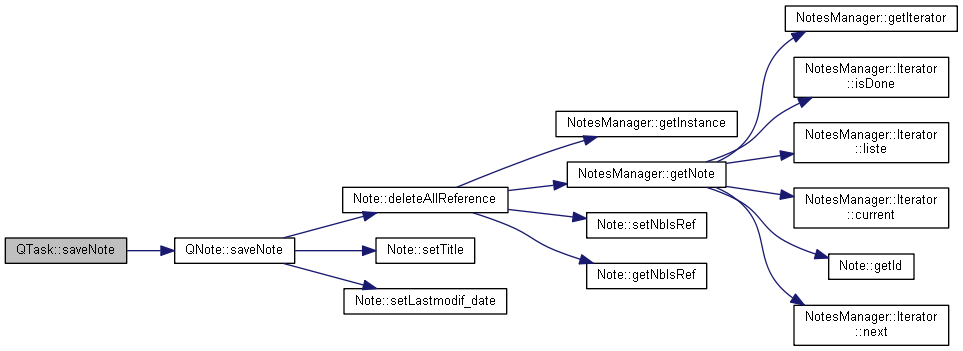 QTask::saveNote
QNote::saveNote
Note::deleteAllReference
Note::setTitle
Note::setLastmodif_date
NotesManager::getInstance
NotesManager::getNote
Note::setNbIsRef
Note::getNbIsRef
NotesManager::getIterator
NotesManager::Iterator
::isDone
NotesManager::Iterator
::liste
NotesManager::Iterator
::current
Note::getId
NotesManager::Iterator
::next